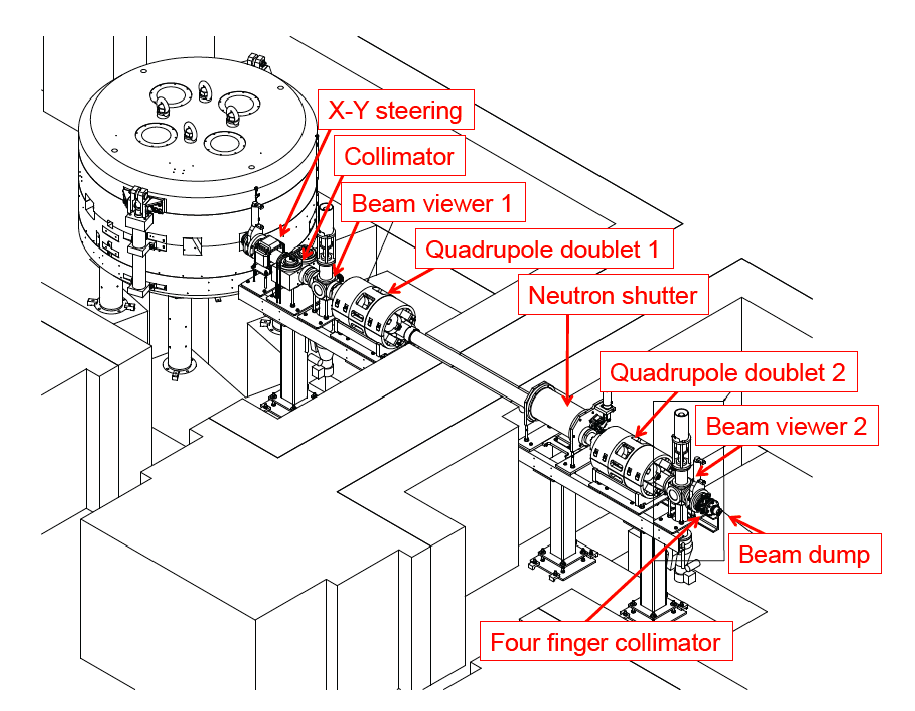 X-Y steering
Collimator
Beam viewer 1
Quadrupole doublet 1
Neutron shutter
Quadrupole doublet 2
Beam viewer 2
Beam dump
Four finger collimator